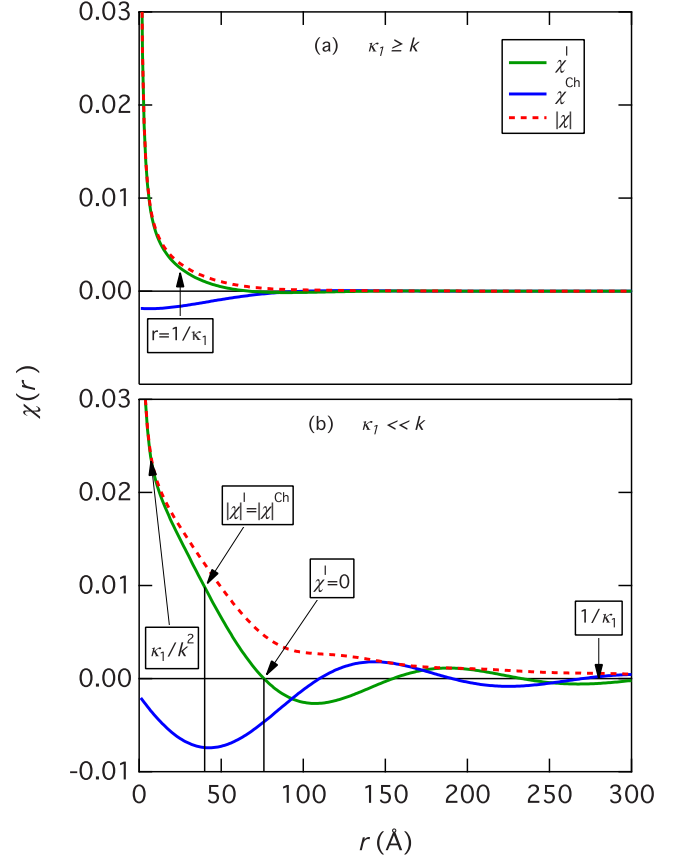 0.03
(a) κ₁ ≥ k
χᴵ
χᶜʰ
|χ|
0.02
0.01
0.00
r=1/κ₁
χ(r)
0.03
(b) κ₁ << k
0.02
|χ|ᴵ=|χ|ᶜʰ
χᴵ=0
0.01
κ₁/k²
1/κ₁
0.00
-0.01
0 50 100 150 200 250 300
r (Å)